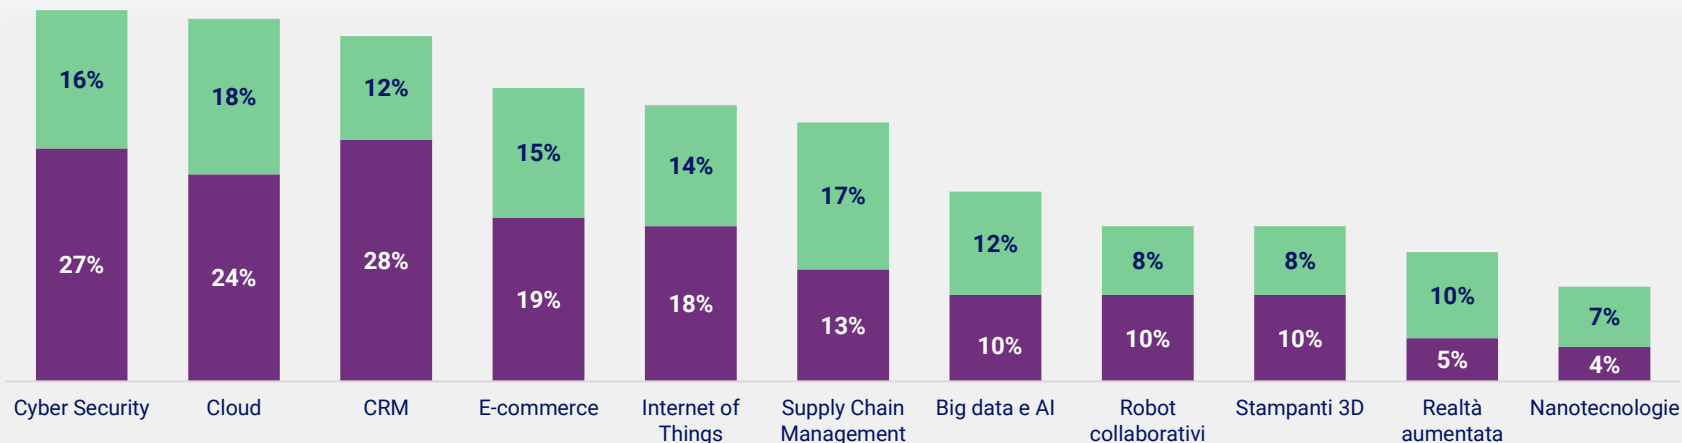 16%
18%
12%
15%
14%
17%
12%
8%
8%
10%
7%
27%
24%
28%
19%
18%
13%
10%
10%
10%
5%
4%
Cyber Security
Cloud
CRM
E-commerce
Internet of
Things
Supply Chain
Management
Big data e AI
Robot
collaborativi
Stampanti 3D
Realtà
aumentata
Nanotecnologie